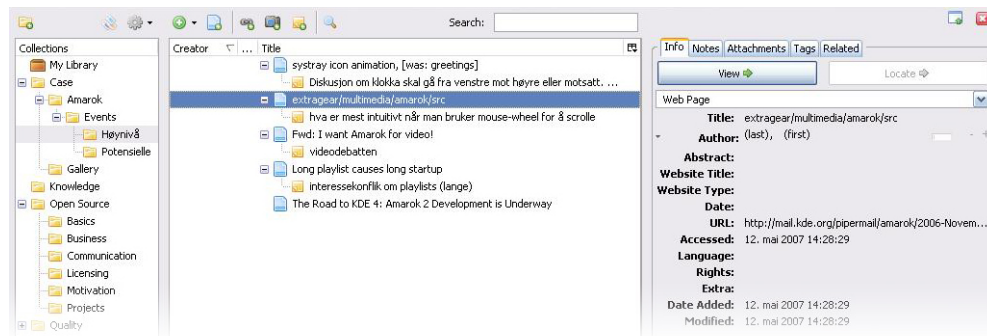 Search:
Collections
My Library
Case
Amarok
Events
Høynivå
Potensielle
Gallery
Knowledge
Open Source
Basics
Business
Communication
Licensing
Motivation
Projects
Quality
Creator ... Title
systray icon animation, [was: greetings]
Diskusjon om klokka skal gå fra venstre mot høyre eller motsatt. ...
extragear/multimedia/amarok/src
hva er mest intuitivt når man bruker mouse-wheel for å scrolle
Fwd: I want Amarok for video!
videodebatten
Long playlist causes long startup
interessekonflik om playlists (lange)
The Road to KDE 4: Amarok 2 Development is Underway
Info Notes Attachments Tags Related
View Locate
Web Page
Title: extragear/multimedia/amarok/src
Author: (last), (first)
Abstract:
Website Title:
Website Type:
Date:
URL: http://mail.kde.org/pipermail/amarok/2006-Novem...
Accessed: 12. mai 2007 14:28:29
Language:
Rights:
Extra:
Date Added: 12. mai 2007 14:28:29
Modified: 12. mai 2007 14:28:29